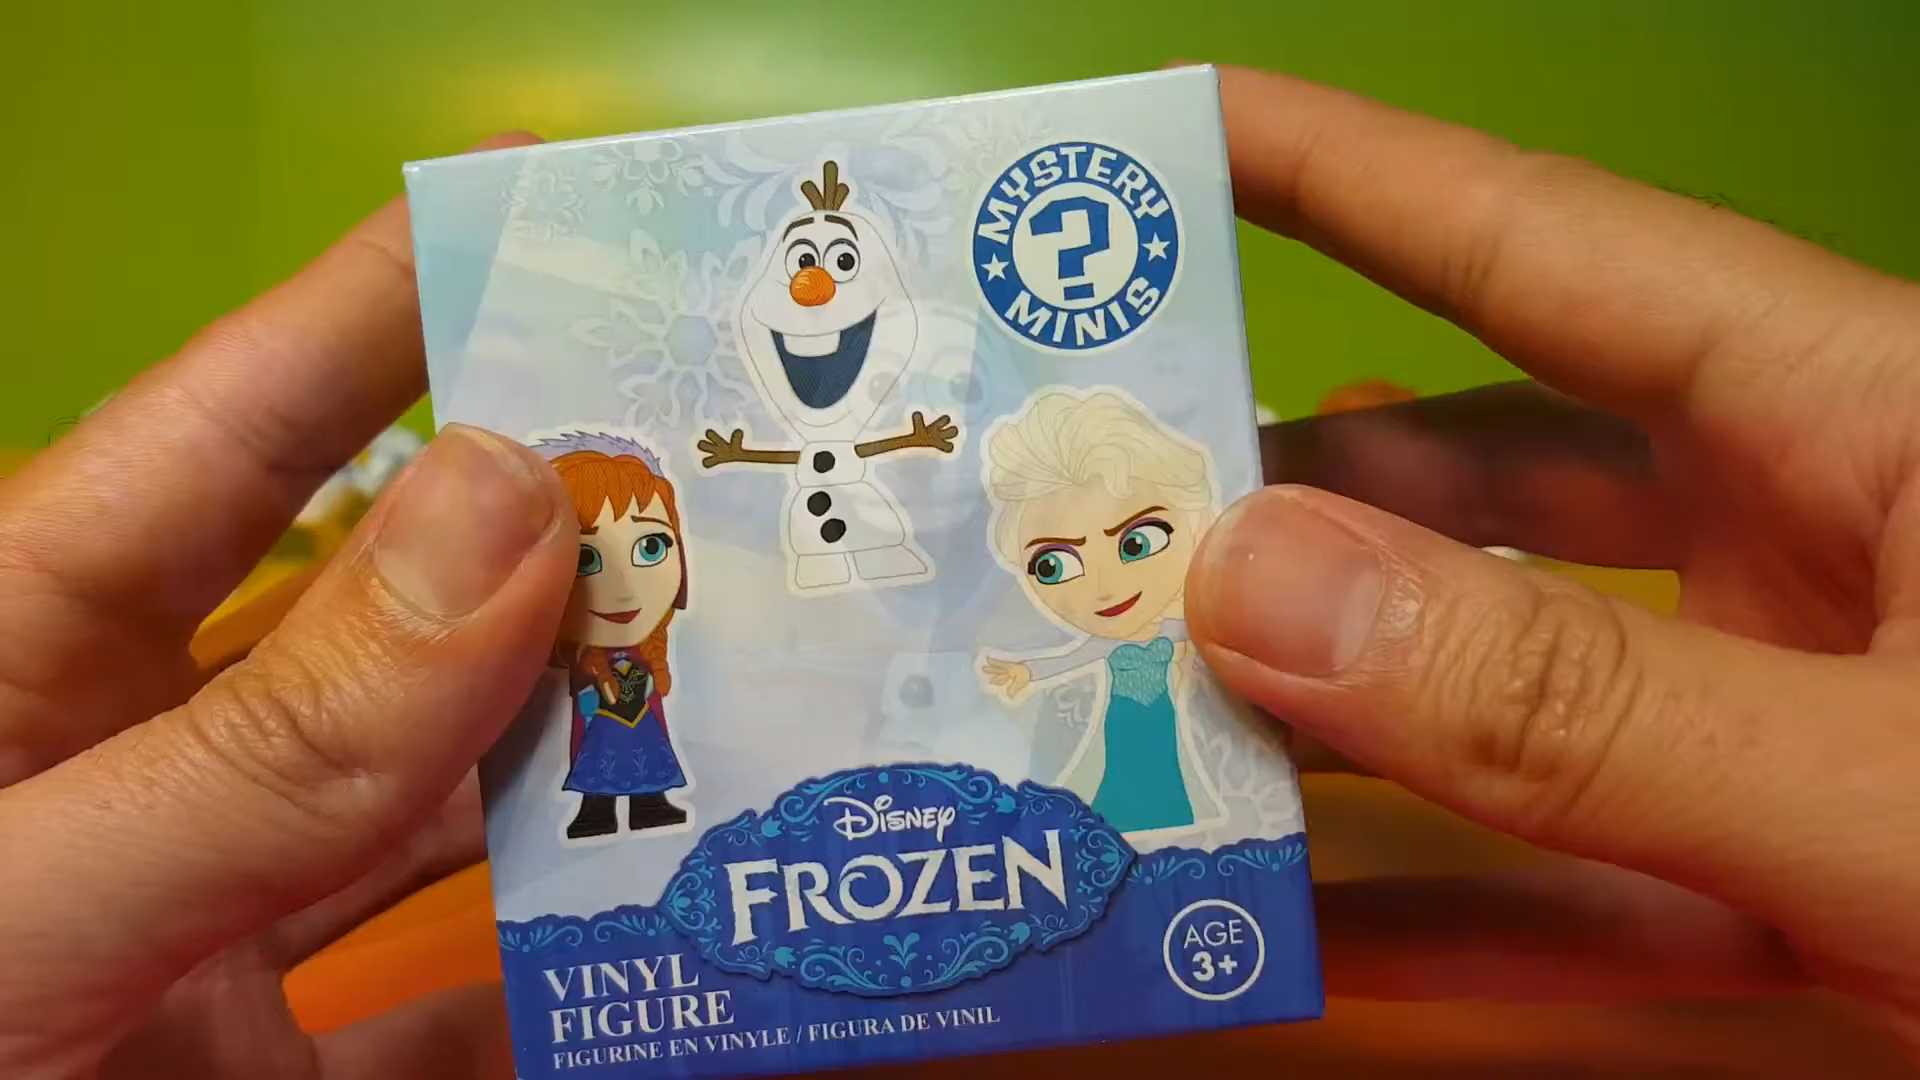 MYSTERY
?
MINIS
DISNEY
FROZEN
AGE
3+
VINYL
FIGURE
FIGURINE EN VINYLE / FIGURA DE VINIL